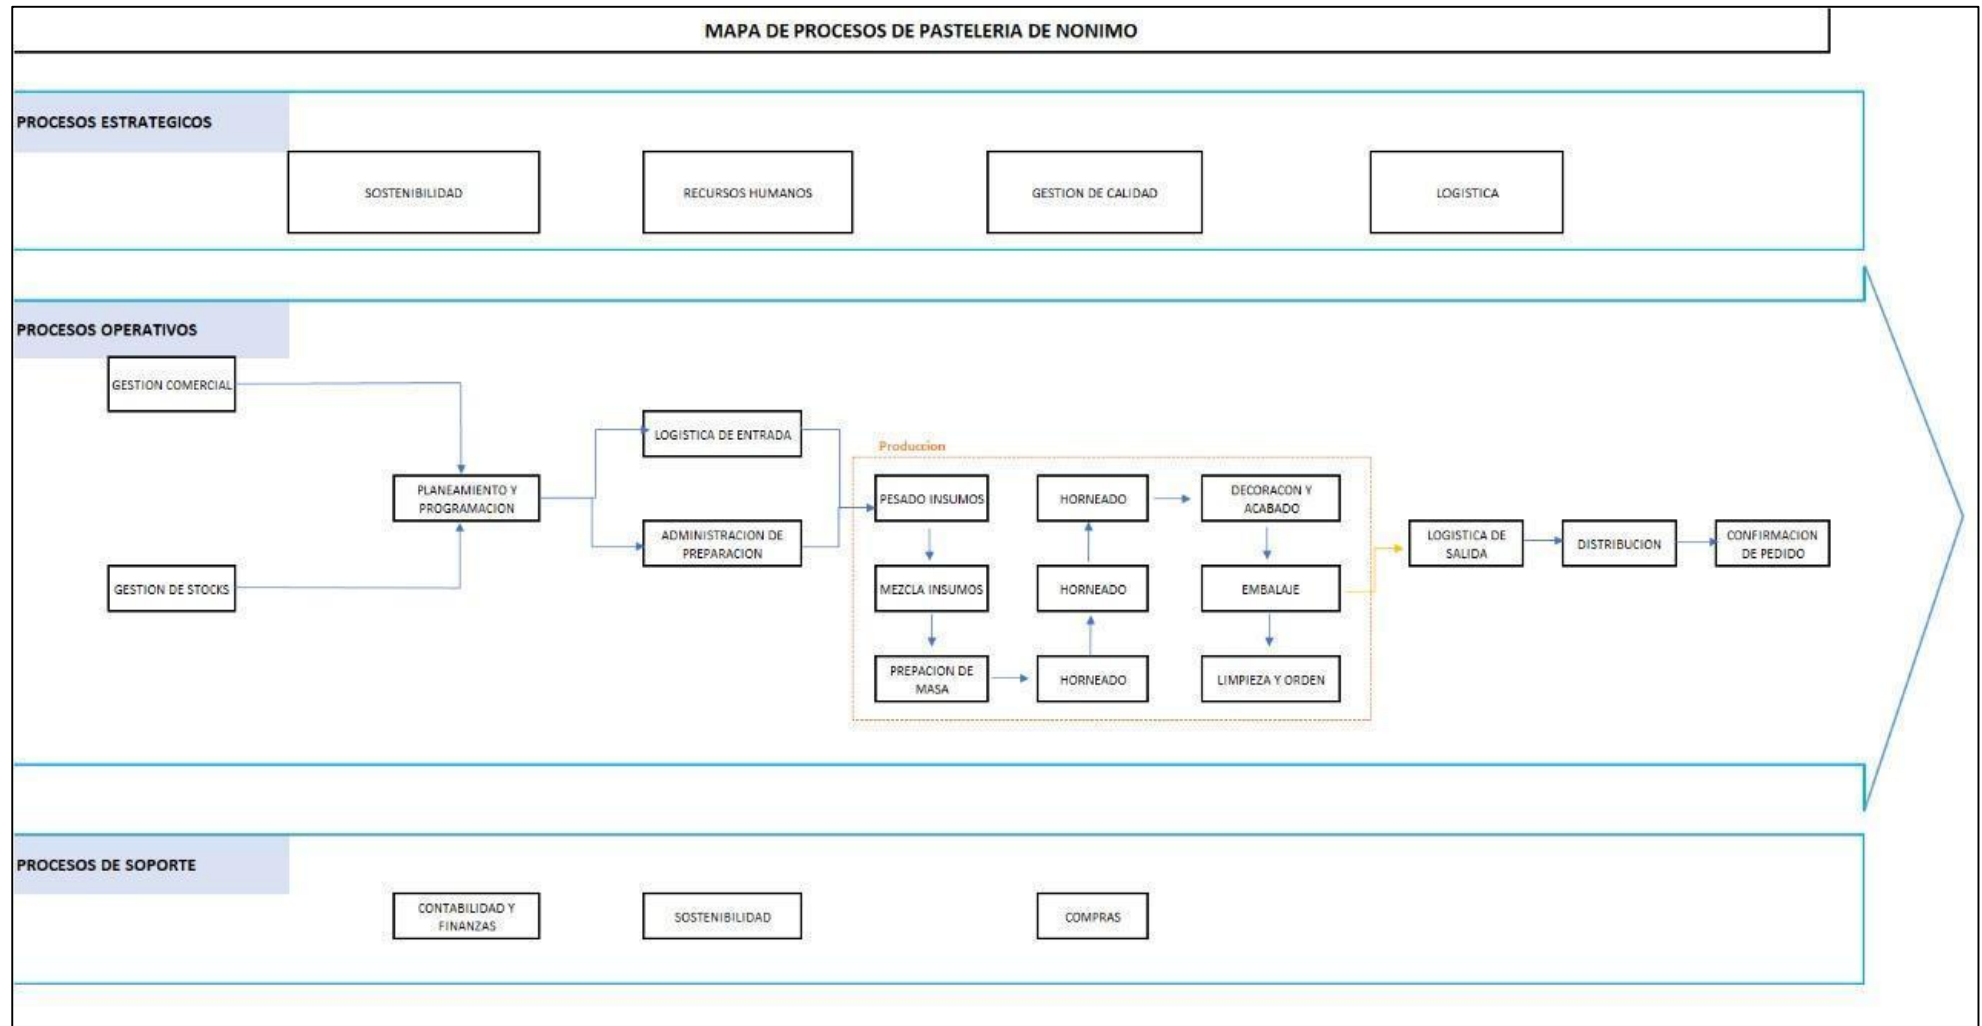 MAPA DE PROCESOS DE PASTELERIA DE NONIMO
PROCESOS ESTRATEGICOS
SOSTENIBILIDAD
RECURSOS HUMANOS
GESTION DE CALIDAD
LOGISTICA
PROCESOS OPERATIVOS
GESTION COMERCIAL
GESTION DE STOCKS
PLANEAMIENTO Y
PROGRAMACION
LOGISTICA DE ENTRADA
ADMINISTRACION DE
PREPARACION
Produccion
PESADO INSUMOS
MEZCLA INSUMOS
PREPACION DE
MASA
HORNEADO
HORNEADO
HORNEADO
DECORACON Y
ACABADO
EMBALAJE
LIMPIEZA Y ORDEN
LOGISTICA DE
SALIDA
DISTRIBUCION
CONFIRMACION
DE PEDIDO
PROCESOS DE SOPORTE
CONTABILIDAD Y
FINANZAS
SOSTENIBILIDAD
COMPRAS